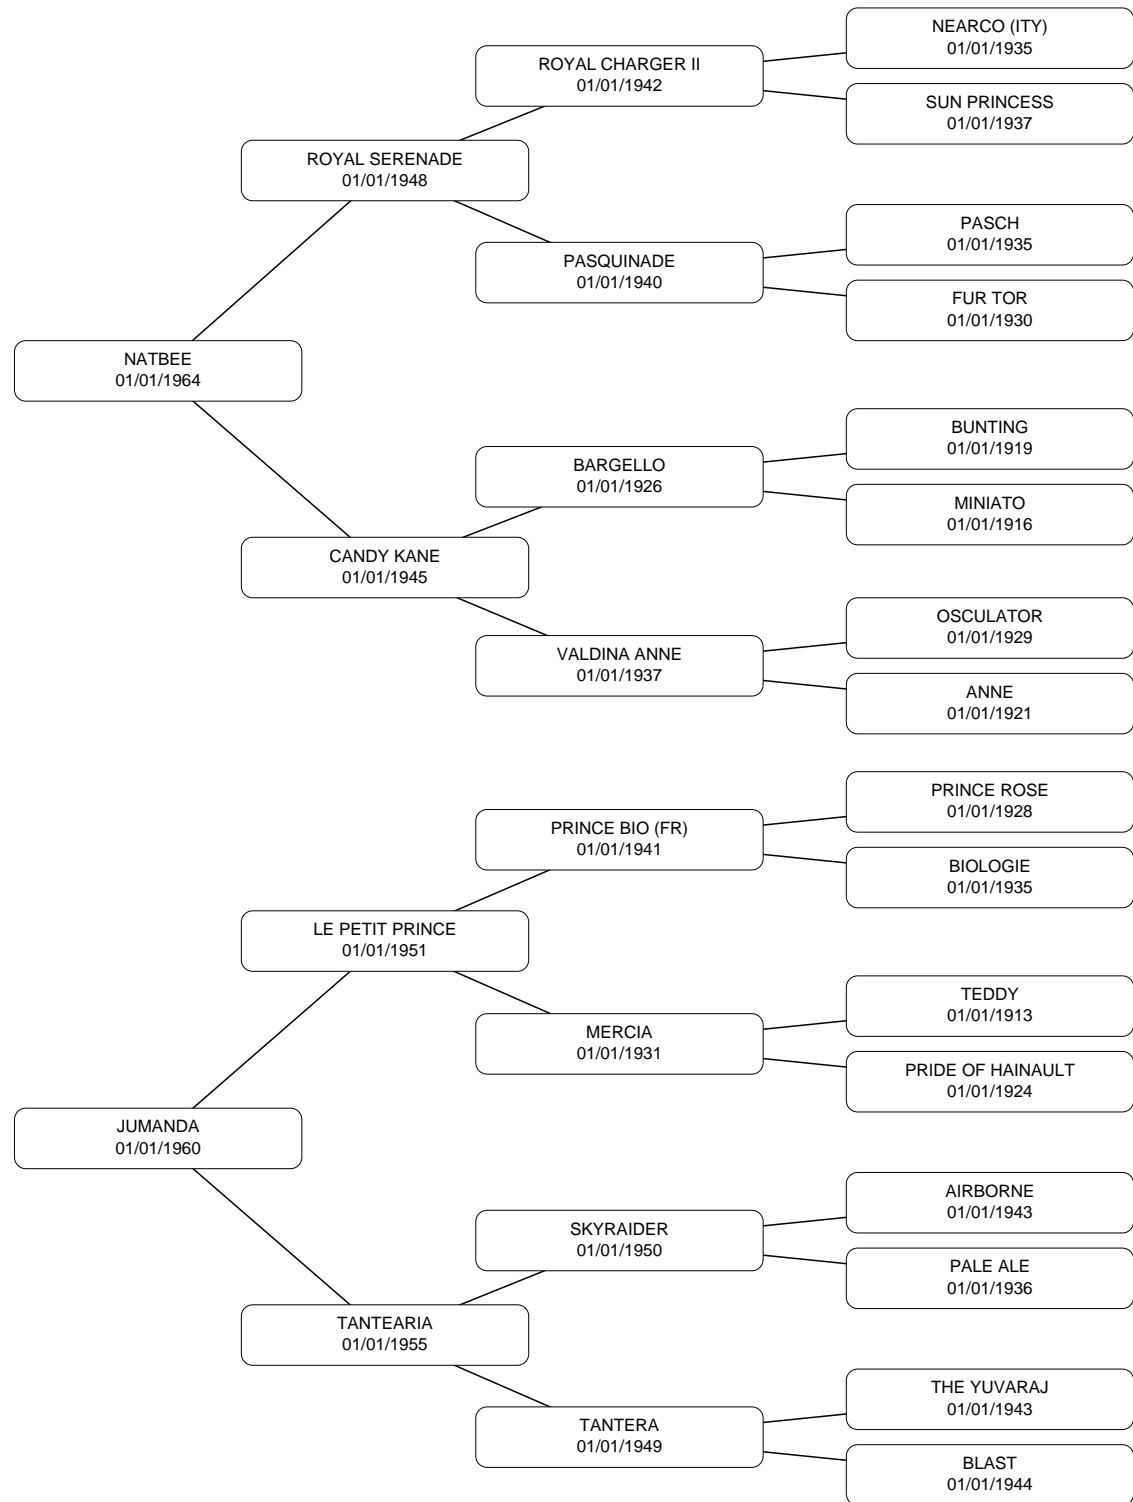 NEARCO (ITY)
01/01/1935
ROYAL CHARGER II
01/01/1942
SUN PRINCESS
01/01/1937
ROYAL SERENADE
01/01/1948
PASCH
01/01/1935
PASQUINADE
01/01/1940
FUR TOR
01/01/1930
NATBEE
01/01/1964
BUNTING
01/01/1919
BARGELLO
01/01/1926
MINIATO
01/01/1916
CANDY KANE
01/01/1945
OSCULATOR
01/01/1929
VALDINA ANNE
01/01/1937
ANNE
01/01/1921
PRINCE ROSE
01/01/1928
PRINCE BIO (FR)
01/01/1941
BIOLOGIE
01/01/1935
LE PETIT PRINCE
01/01/1951
TEDDY
01/01/1913
MERCIA
01/01/1931
PRIDE OF HAINAULT
01/01/1924
JUMANDA
01/01/1960
AIRBORNE
01/01/1943
SKYRAIDER
01/01/1950
PALE ALE
01/01/1936
TANTEARIA
01/01/1955
THE YUVARAJ
01/01/1943
TANTERA
01/01/1949
BLAST
01/01/1944